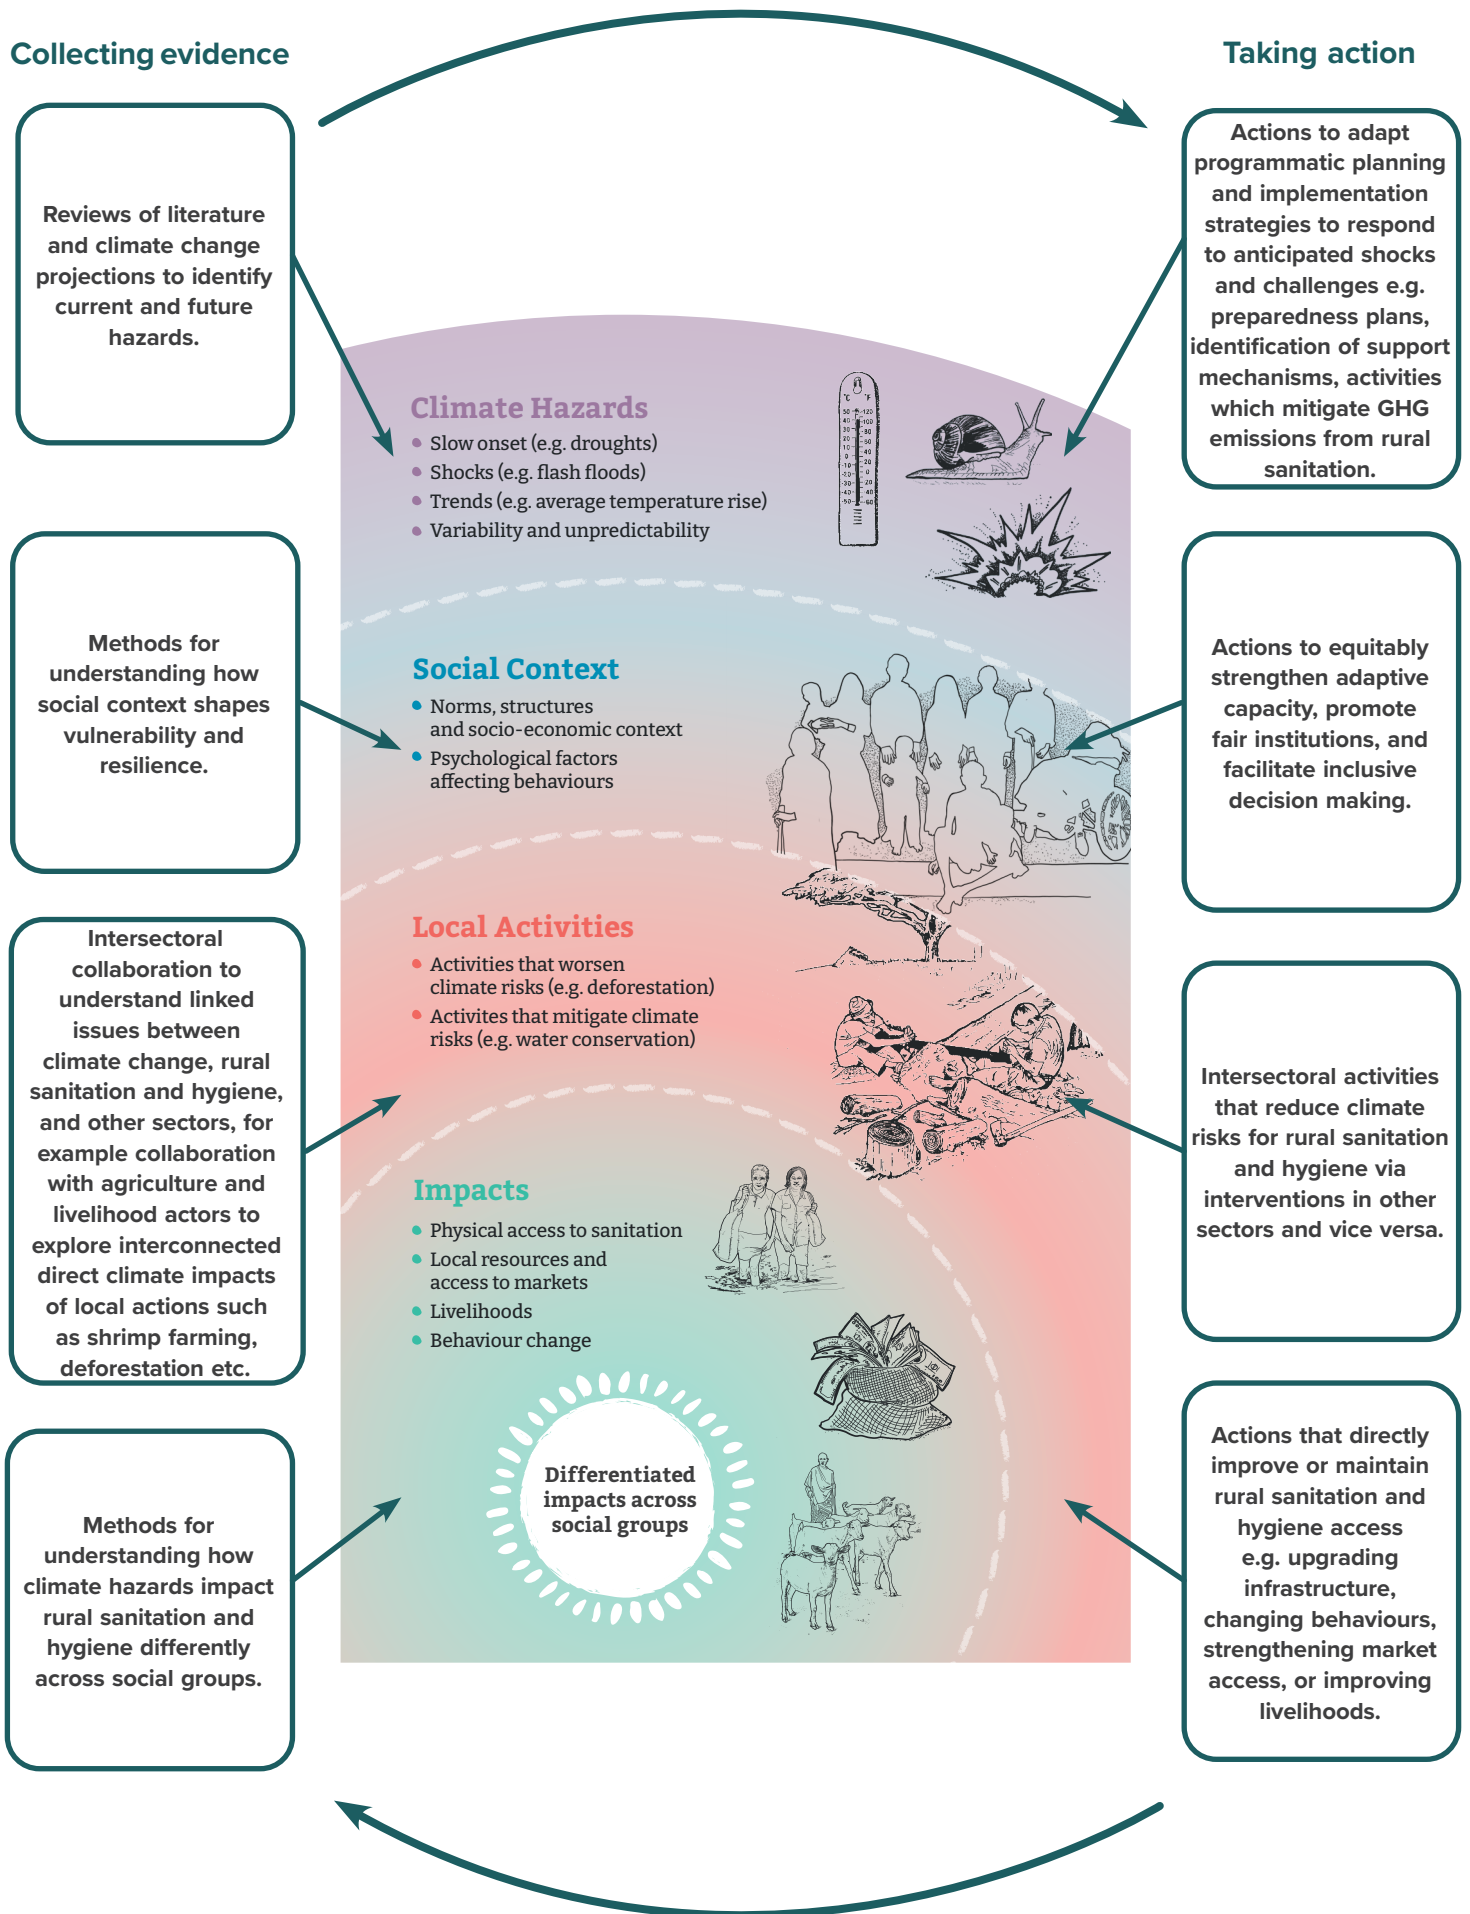 Collecting evidence
Taking action
Reviews of literature
and climate change
projections to identify
current and future
hazards.
Methods for
understanding how
social context shapes
vulnerability and
resilience.
Intersectoral
collaboration to
understand linked
issues between
climate change, rural
sanitation and hygiene,
and other sectors, for
example collaboration
with agriculture and
livelihood actors to
explore interconnected
direct climate impacts
of local actions such
as shrimp farming,
deforestation etc.
Methods for
understanding how
climate hazards impact
rural sanitation and
hygiene differently
across social groups.
Climate Hazards
Slow onset (e.g. droughts)
Shocks (e.g. flash floods)
Trends (e.g. average temperature rise)
Variability and unpredictability
°C °F
Social Context
Norms, structures
and socio-economic context
Psychological factors
affecting behaviours
Local Activities
Activities that worsen
climate risks (e.g. deforestation)
Activites that mitigate climate
risks (e.g. water conservation)
Impacts
Physical access to sanitation
Local resources and
access to markets
Livelihoods
Behaviour change
Differentiated
impacts across
social groups
Actions to adapt
programmatic planning
and implementation
strategies to respond
to anticipated shocks
and challenges e.g.
preparedness plans,
identification of support
mechanisms, activities
which mitigate GHG
emissions from rural
sanitation.
Actions to equitably
strengthen adaptive
capacity, promote
fair institutions, and
facilitate inclusive
decision making.
Intersectoral activities
that reduce climate
risks for rural sanitation
and hygiene via
interventions in other
sectors and vice versa.
Actions that directly
improve or maintain
rural sanitation and
hygiene access
e.g. upgrading
infrastructure,
changing behaviours,
strengthening market
access, or improving
livelihoods.